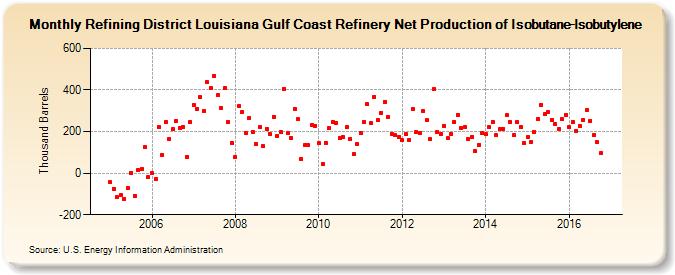 Monthly Refining District Louisiana Gulf Coast Refinery Net Production of Isobutane-Isobutylene
Thousand Barrels
600
400
200
0
-200
2006 2008 2010 2012 2014 2016
Source: U.S. Energy Information Administration